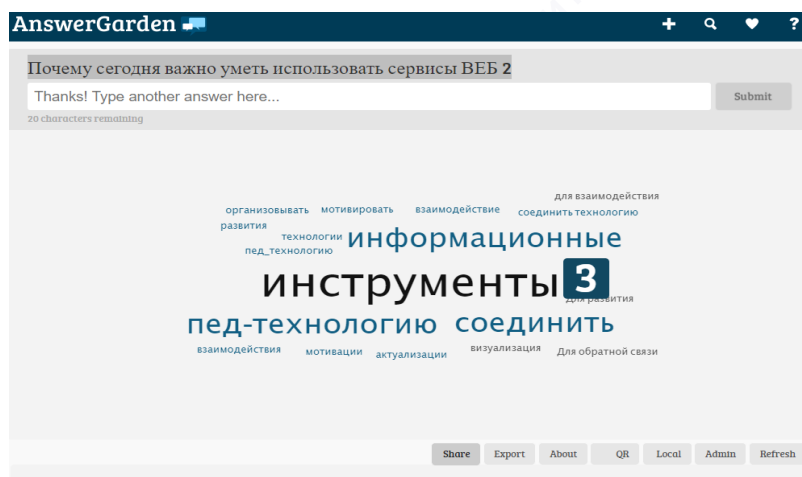 AnswerGarden
Почему сегодня важно уметь использовать сервисы ВЕБ 2
Thanks! Type another answer here...
Submit
20 characters remaining
для взаимодействия
организовывать мотивировать взаимодействие соединить технологию
развития
технологии информационные
пед_технологию
инструменты 3
Для развития
пед-технологию соединить
взаимодействия мотивации актуализации визуализация Для обратной связи
Share Export About QR Local Admin Refresh